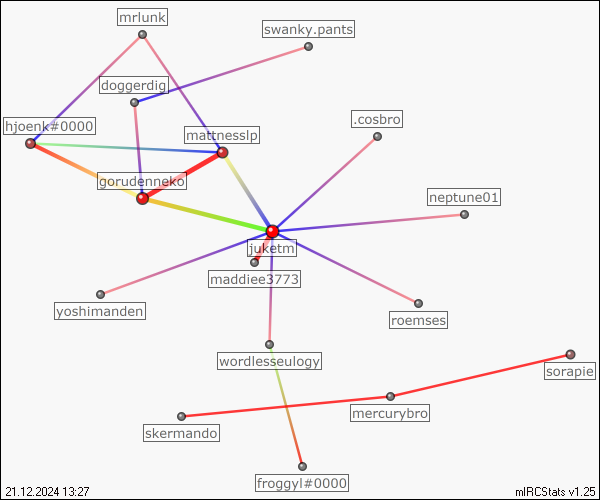 mrlunk
swanky.pants
doggerdig
.cosbro
hjoenk#0000
mattnesslp
gorudenneko
neptune01
juketm
maddiee3773
yoshimanden
roemses
wordlesseulogy
sorapie
mercurybro
skermando
froggyl#0000
21.12.2024 13:27
mIRCStats v1.25